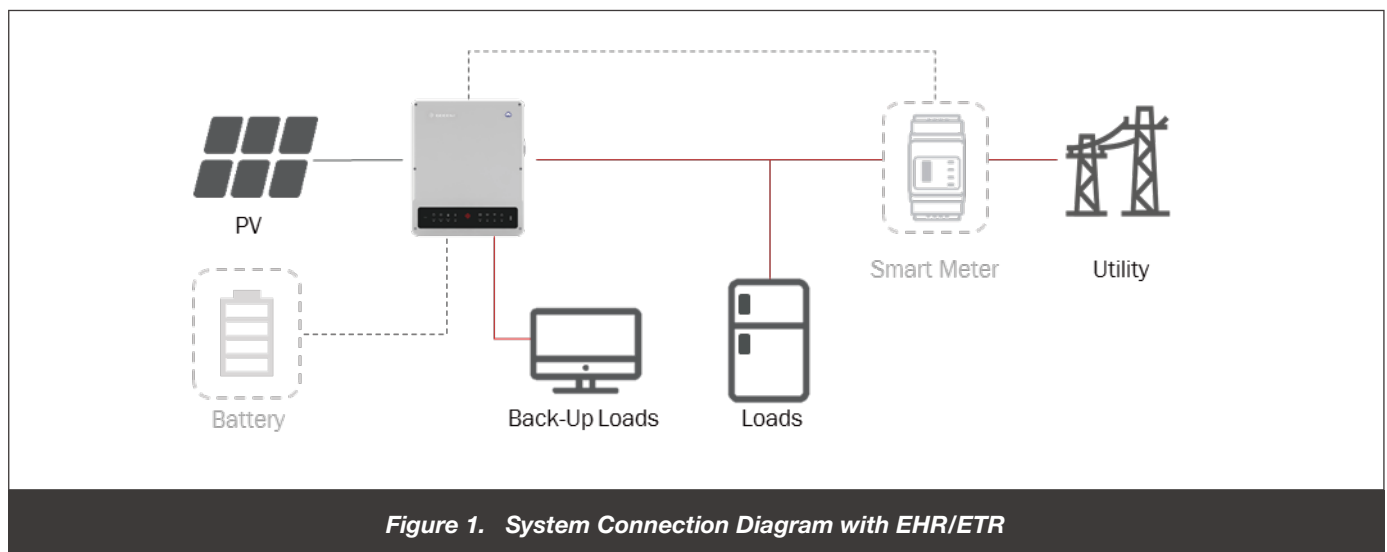 PV
Smart Meter
Utility
Battery
Back-Up Loads
Loads
Figure 1. System Connection Diagram with EHR/ETR